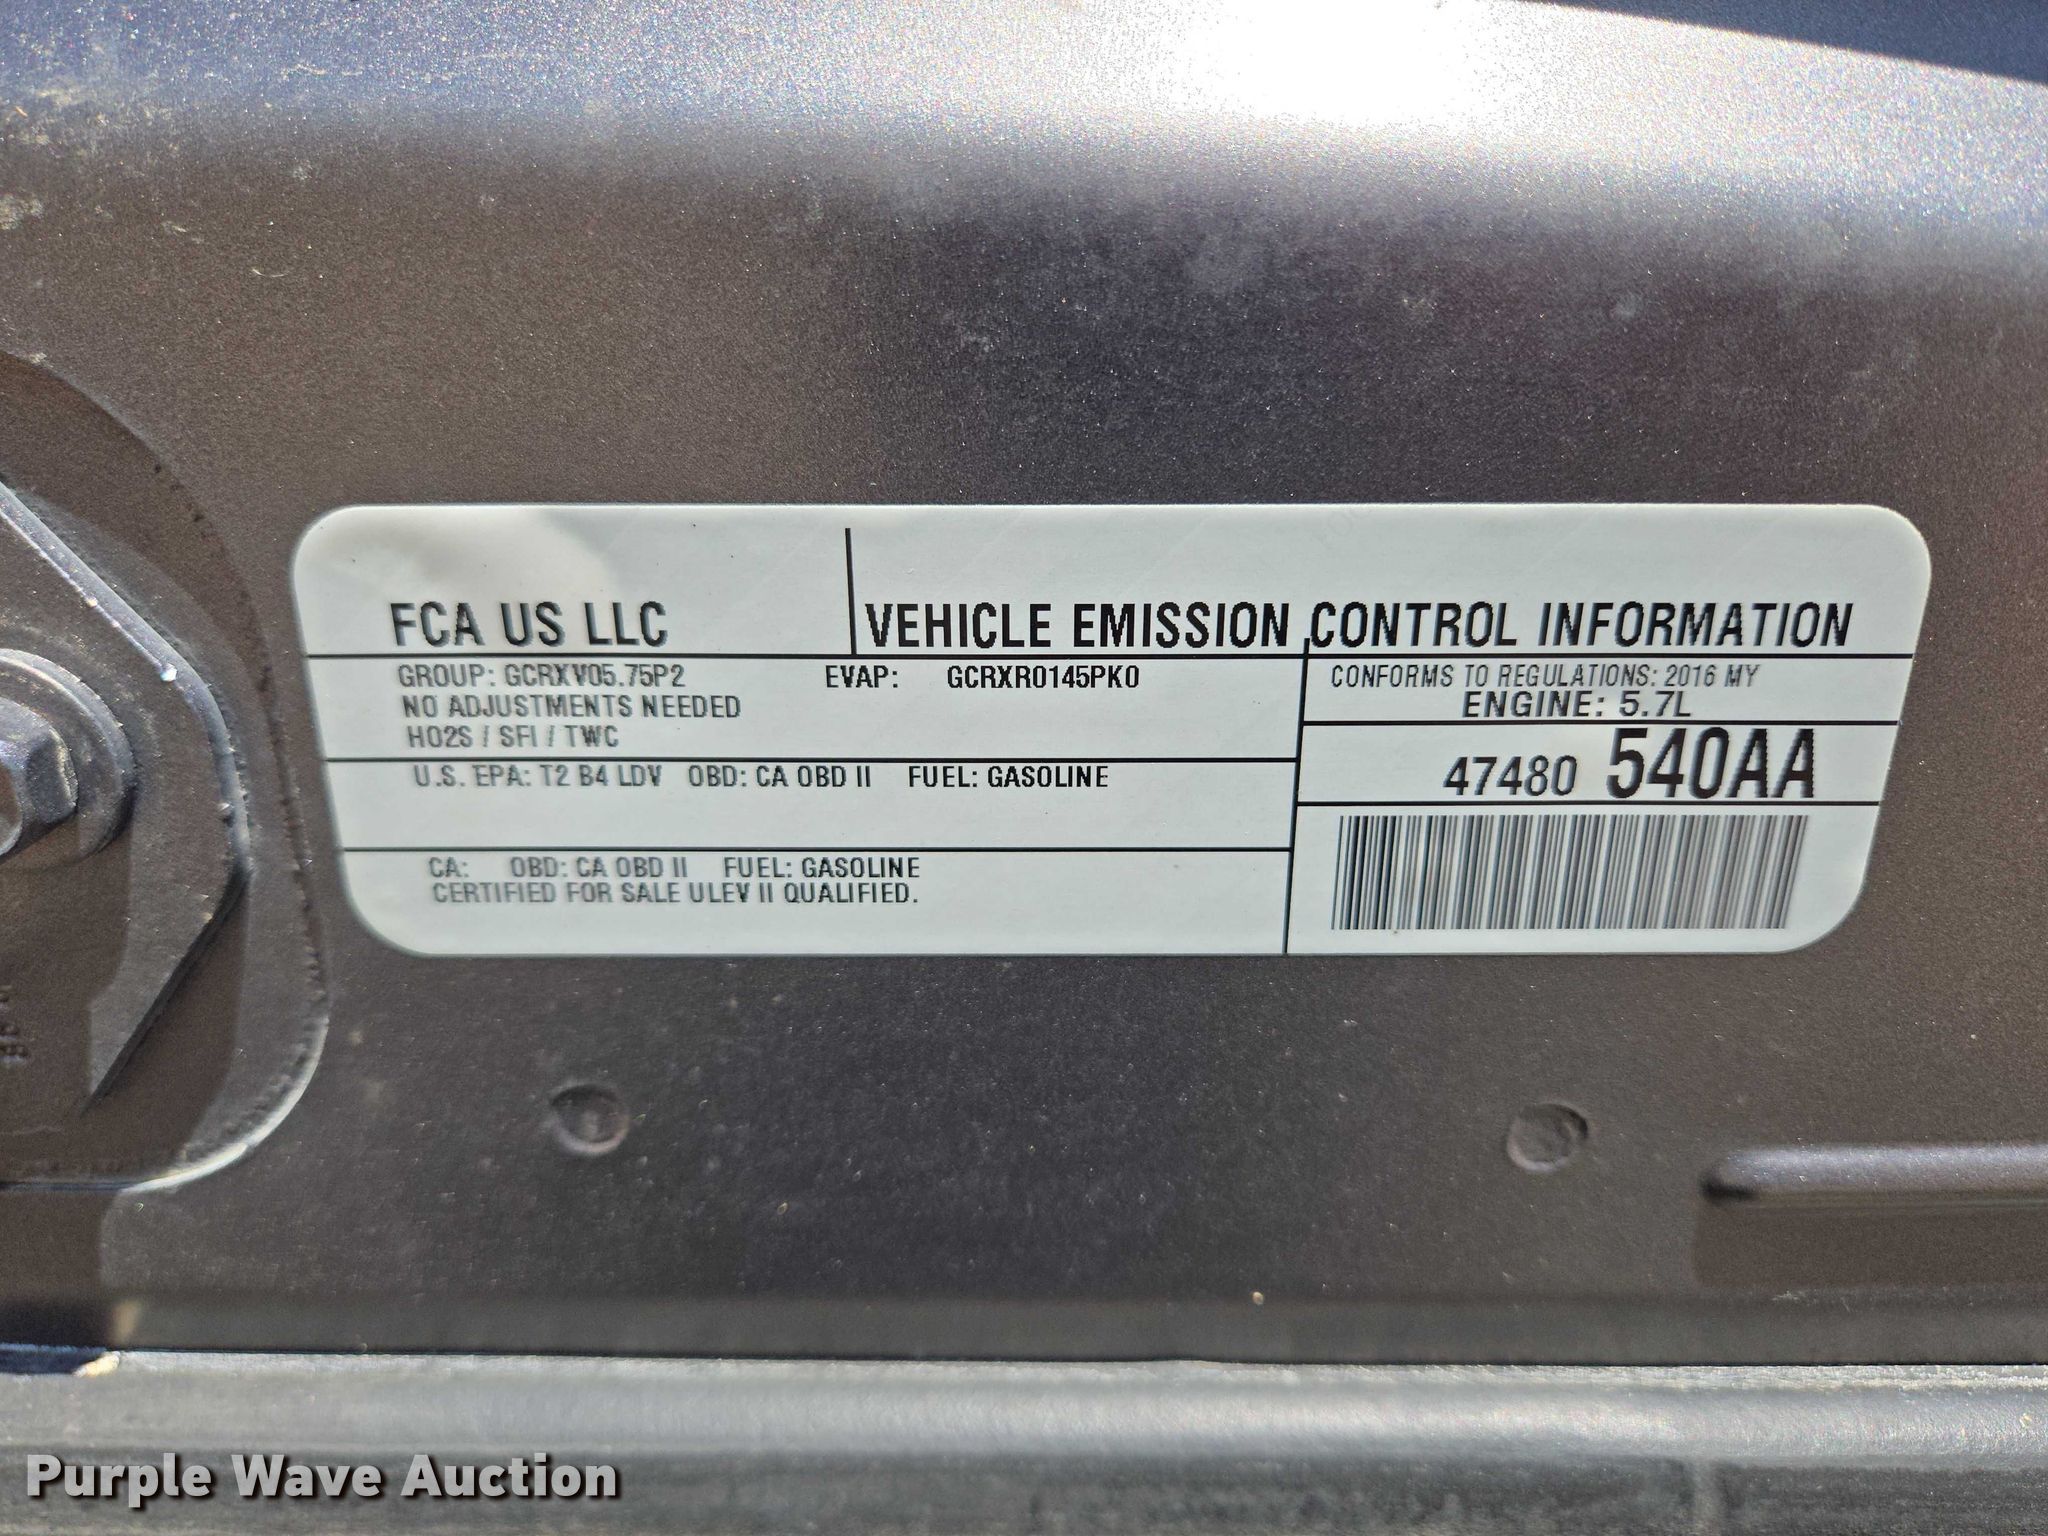 FCA US LLC
VEHICLE EMISSION CONTROL INFORMATION
GROUP: GCRXV05.75P2 EVAP: GCRXR0145PK0
NO ADJUSTMENTS NEEDED
HO2S / SFI / TWC
CONFORMS TO REGULATIONS: 2016 MY
ENGINE: 5.7L
47480 540AA
U.S. EPA: T2 B4 LDV OBD: CA OBD II FUEL: GASOLINE
CA: OBD: CA OBD II FUEL: GASOLINE
CERTIFIED FOR SALE ULEV II QUALIFIED.
Purple Wave Auction